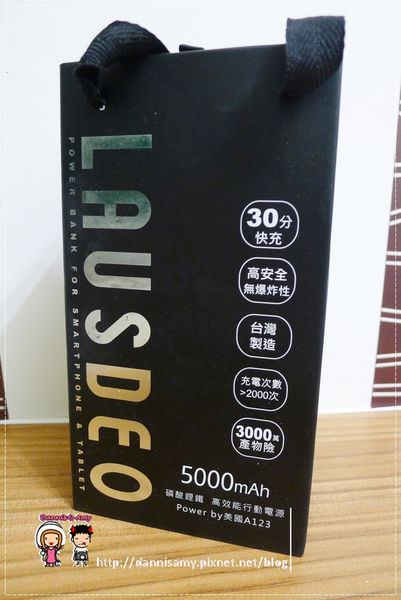 LAUSDEO
POWER BANK FOR SMARTPHONE & TABLET
30分
快充
高安全
無爆炸性
台灣
製造
充電次數
>2000次
3000萬
產物險
5000mAh
磷酸鋰鐵 高效能行動電源
Power by美國A123
Dannis & Amy
http://dannisamy.pixnet.net/blog